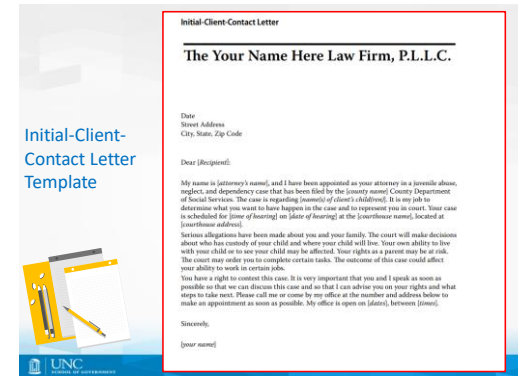 Initial-Client-Contact Letter
The Your Name Here Law Firm, P.L.L.C.
Date
Street Address
City, State, Zip Code
Initial-Client-
Contact Letter
Template
Dear [Recipient]:
My name is [attorney's name], and I have been appointed as your attorney in a juvenile abuse,
neglect, and dependency case that has been filed by the [county name] County Department
of Social Services. The case is regarding [name(s) of client's child(ren)]. It is my job to
determine what you want to have happen in the case and to represent you in court. Your case
is scheduled for [time of hearing] on [date of hearing] at the [courthouse name], located at
[courthouse address].
Serious allegations have been made about you and your family. The court will make decisions
about who has custody of your child and where your child will live. Your own ability to live
with your child or to see your child may be affected. Your rights as a parent may be at risk.
The court may order you to complete certain tasks. The outcome of this case could affect
your ability to work in certain jobs.
You have a right to contest this case. It is very important that you and I speak as soon as
possible so that we can discuss this case and so that I can advise you on your rights and what
steps to take next. Please call me or come by my office at the number and address below to
make an appointment as soon as possible. My office is open on [dates], between [times].
Sincerely,
[your name]
UNC
SCHOOL OF GOVERNMENT